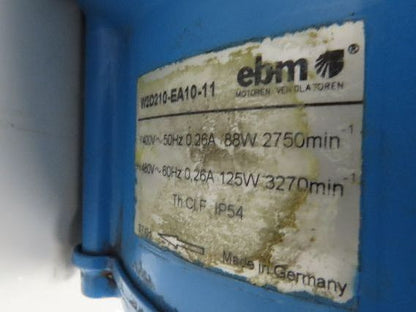 ebm
MOTOREN VENTILATOREN
W2D210-EA10-11
400V~50Hz 0.26A 88W 2750min⁻¹
480V~60Hz 0.26A 125W 3270min⁻¹
Th.Cl.F IP54
Made in Germany